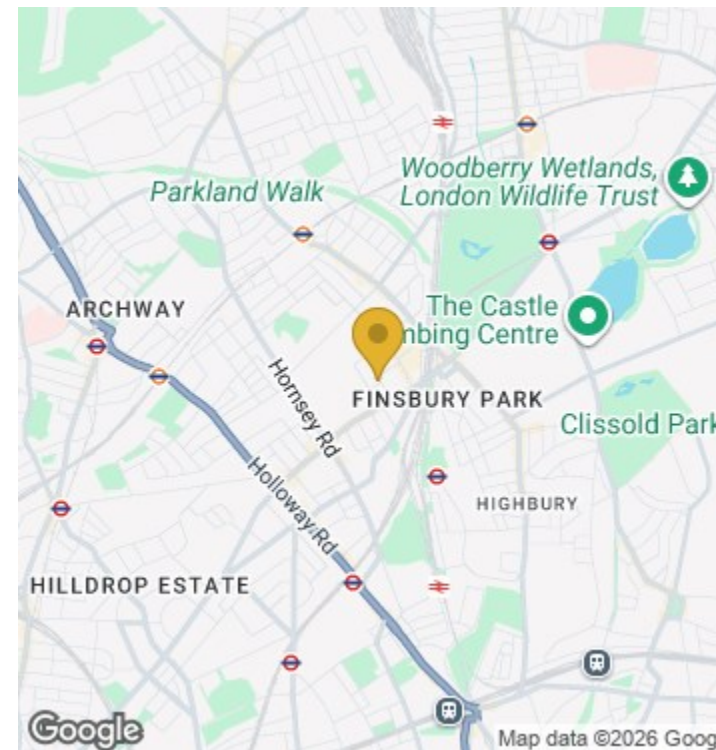 Woodberry Wetlands,
London Wildlife Trust
Parkland Walk
ARCHWAY
The Castle
mbing Centre
Hornsey Rd
FINSBURY PARK
Clissold Park
Holloway Rd
HIGHBURY
HILLDROP ESTATE
Google
Map data ©2026 Goog